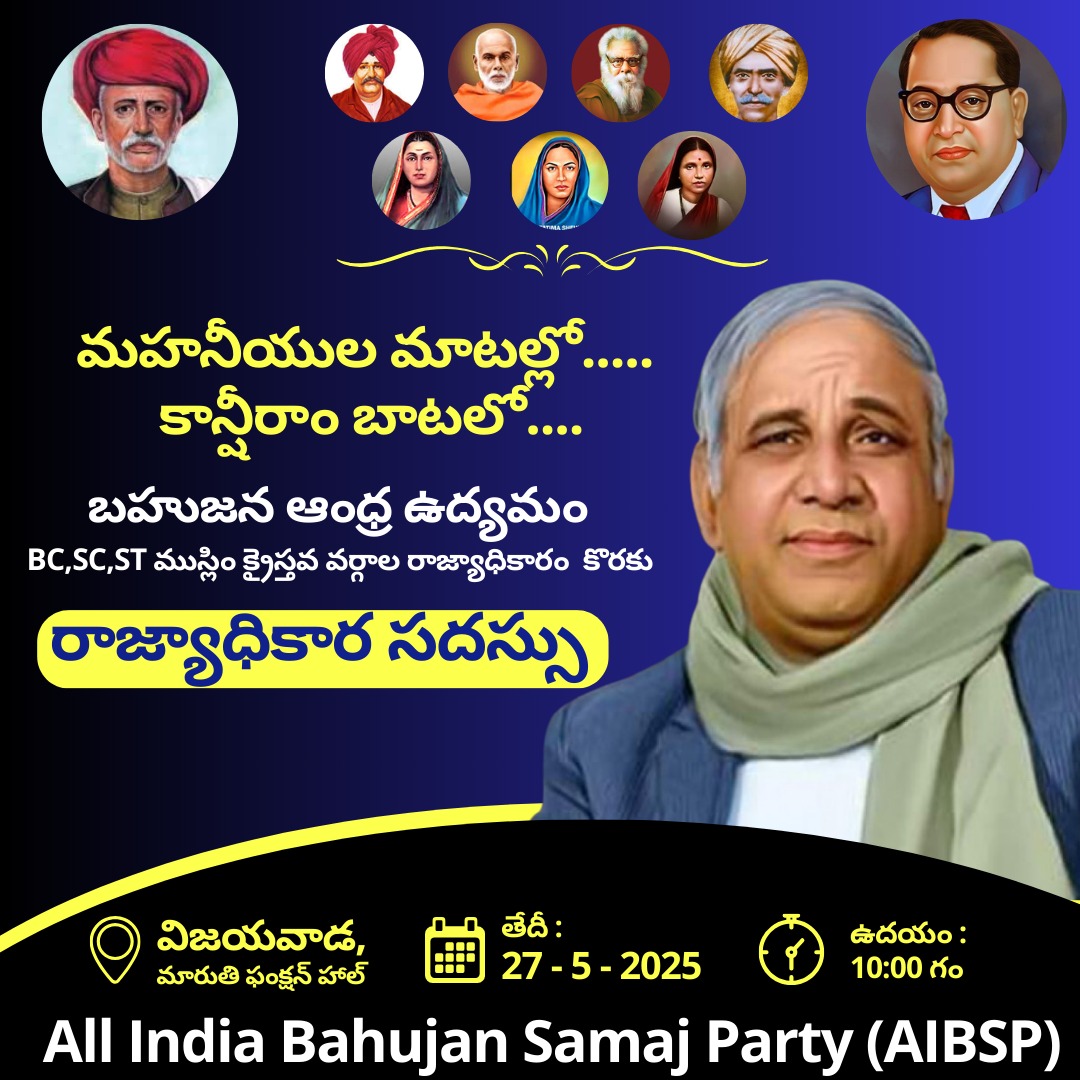 మహనీయుల మాటల్లో.....
కాన్షీరాం బాటలో....
బహుజన ఆంధ్ర ఉద్యమం
BC,SC,ST ముస్లిం క్రైస్తవ వర్గాల రాజ్యాధికారం కొరకు
రాజ్యాధికార సదస్సు
విజయవాడ,
మారుతి ఫంక్షన్ హాల్
తేదీ :
27 - 5 - 2025
ఉదయం :
10:00 గం
All India Bahujan Samaj Party (AIBSP)